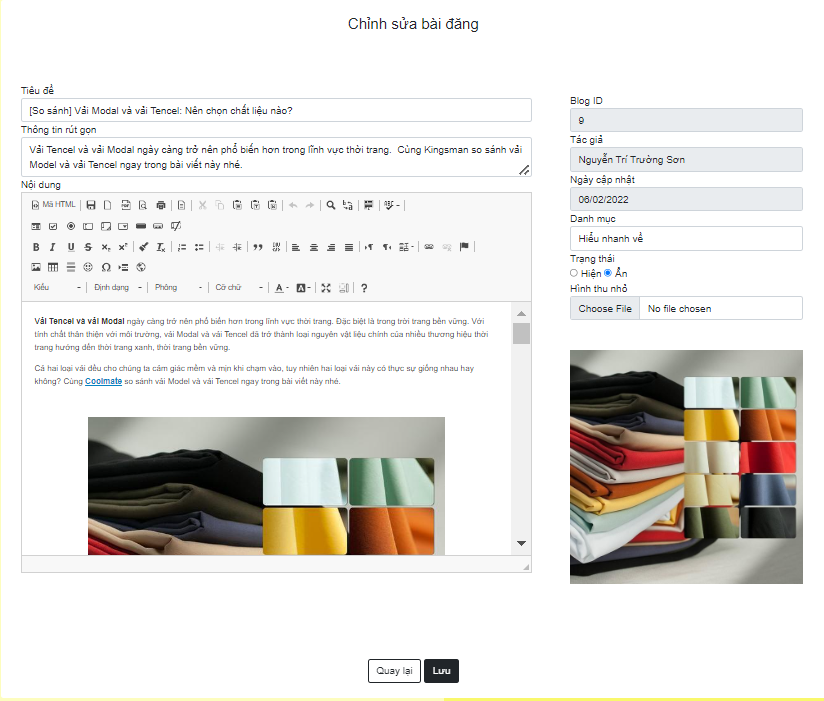 Chỉnh sửa bài đăng
Tiêu đề
[So sánh] Vải Modal và vải Tencel: Nên chọn chất liệu nào?
Thông tin rút gọn
Vải Tencel và vải Modal ngày càng trở nên phổ biến hơn trong lĩnh vực thời trang. Cùng Kingsman so sánh vải
Model và vải Tencel ngay trong bài viết này nhé.
Nội dung
Mã HTML
Kiểu
Định dạng
Phông
Cỡ chữ
Vải Tencel và vải Modal ngày càng trở nên phổ biến hơn trong lĩnh vực thời trang. Đặc biệt là trong trời trang bền vững. Với
tính chất thân thiện với môi trường, vải Modal và vải Tencel đã trở thành loại nguyên vật liệu chính của nhiều thương hiệu thời
trang hướng đến thời trang xanh, thời trang bền vững.
Cả hai loại vải đều cho chúng ta cảm giác mềm và mịn khi chạm vào, tuy nhiên hai loại vải này có thực sự giống nhau hay
không? Cùng Coolmate so sánh vải Model và vải Tencel ngay trong bài viết này nhé.
Blog ID
9
Tác giả
Nguyễn Trí Trường Sơn
Ngày cập nhật
06/02/2022
Danh mục
Hiểu nhanh về
Trạng thái
Hiện Ẩn
Hình thu nhỏ
Choose File No file chosen
Quay lại Lưu